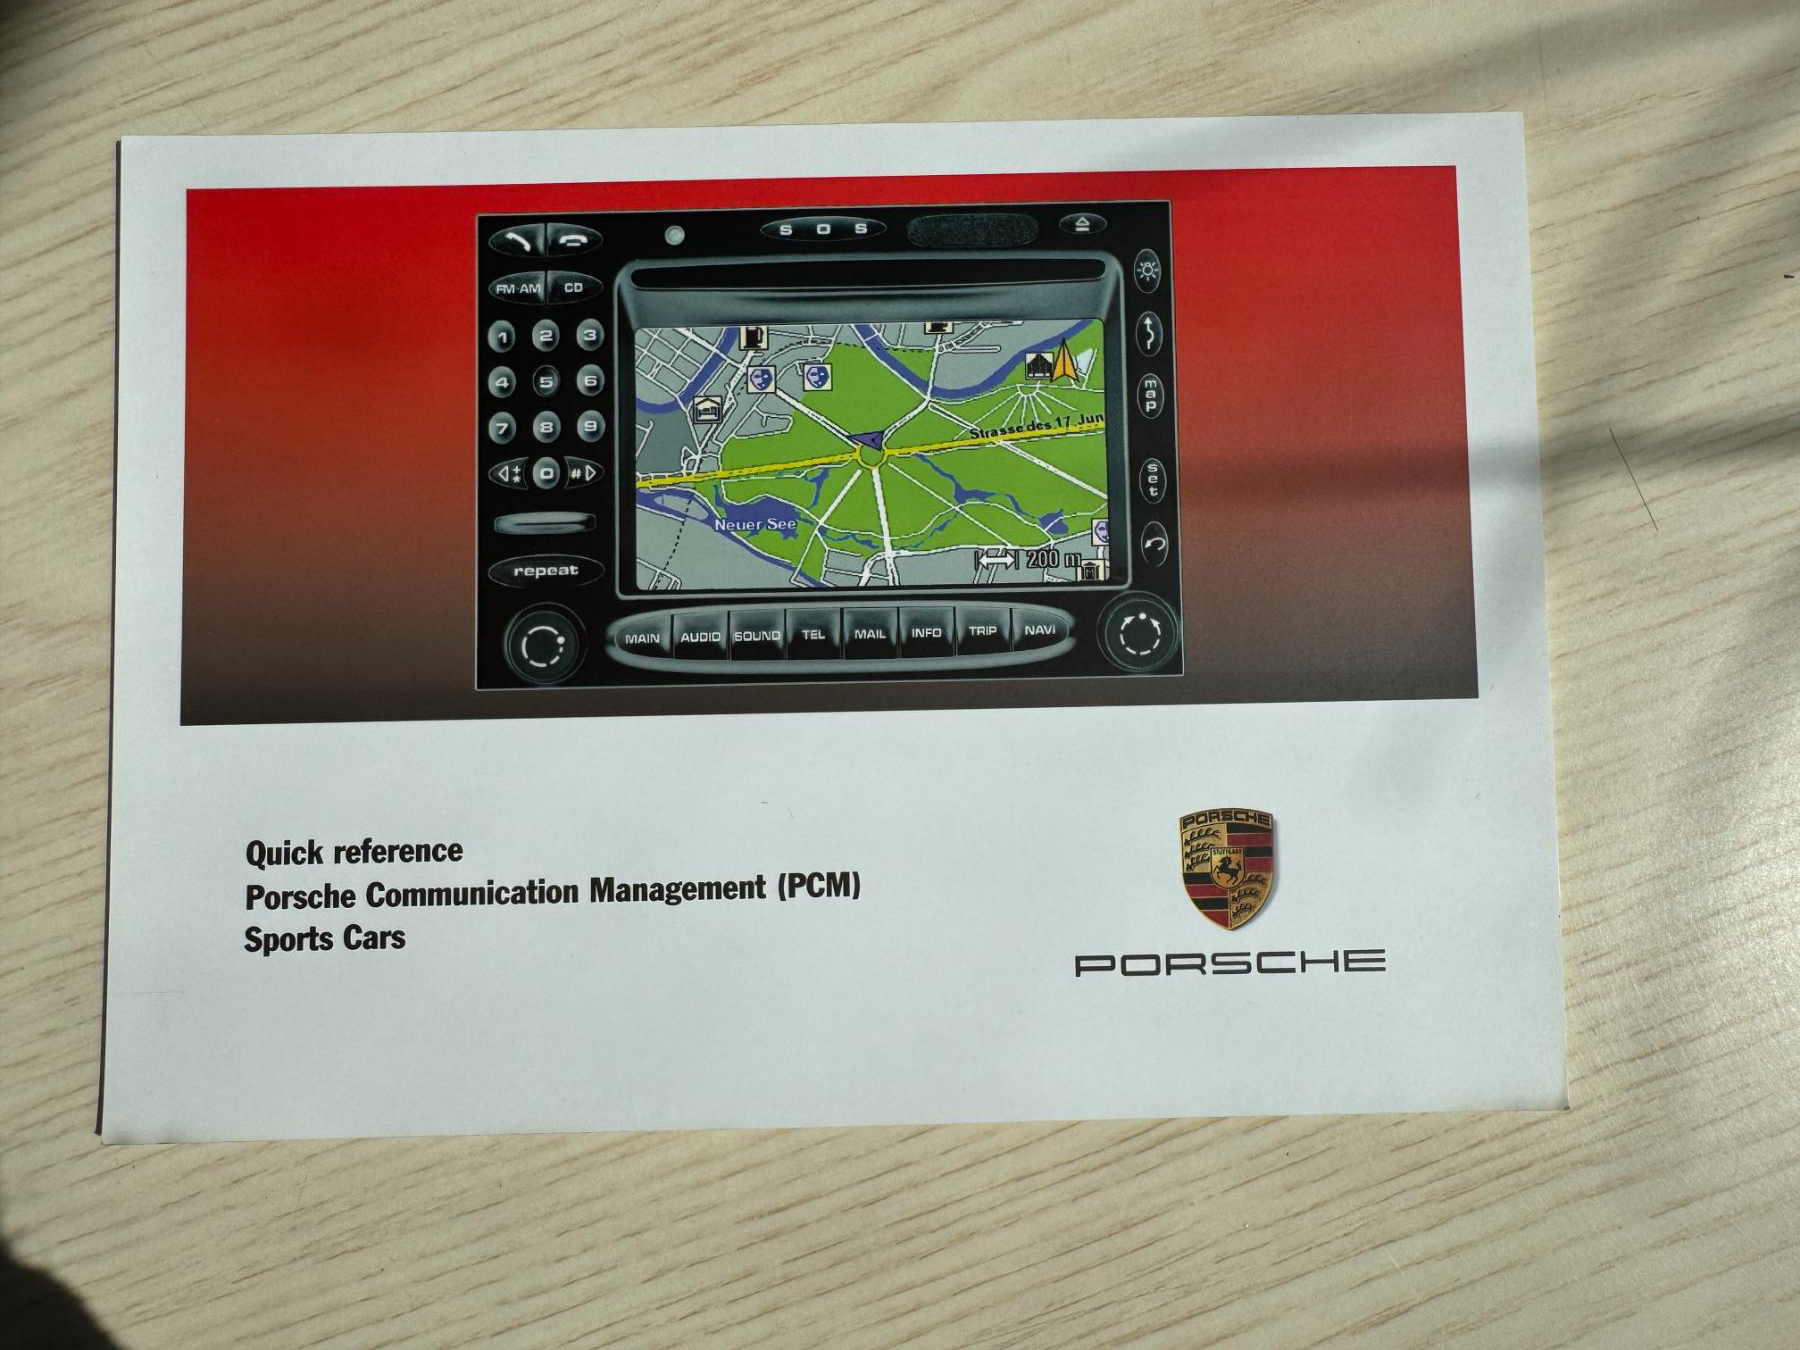 S O S
FM·AM CD
1 2 3
4 5 6
7 8 9
* 0 #
repeat
map
set
Strasse des 17.Jun
Neuer See
200 m
MAIN AUDIO SOUND TEL MAIL INFO TRIP NAVI
Quick reference
Porsche Communication Management (PCM)
Sports Cars
PORSCHE
STUTTGART
PORSCHE